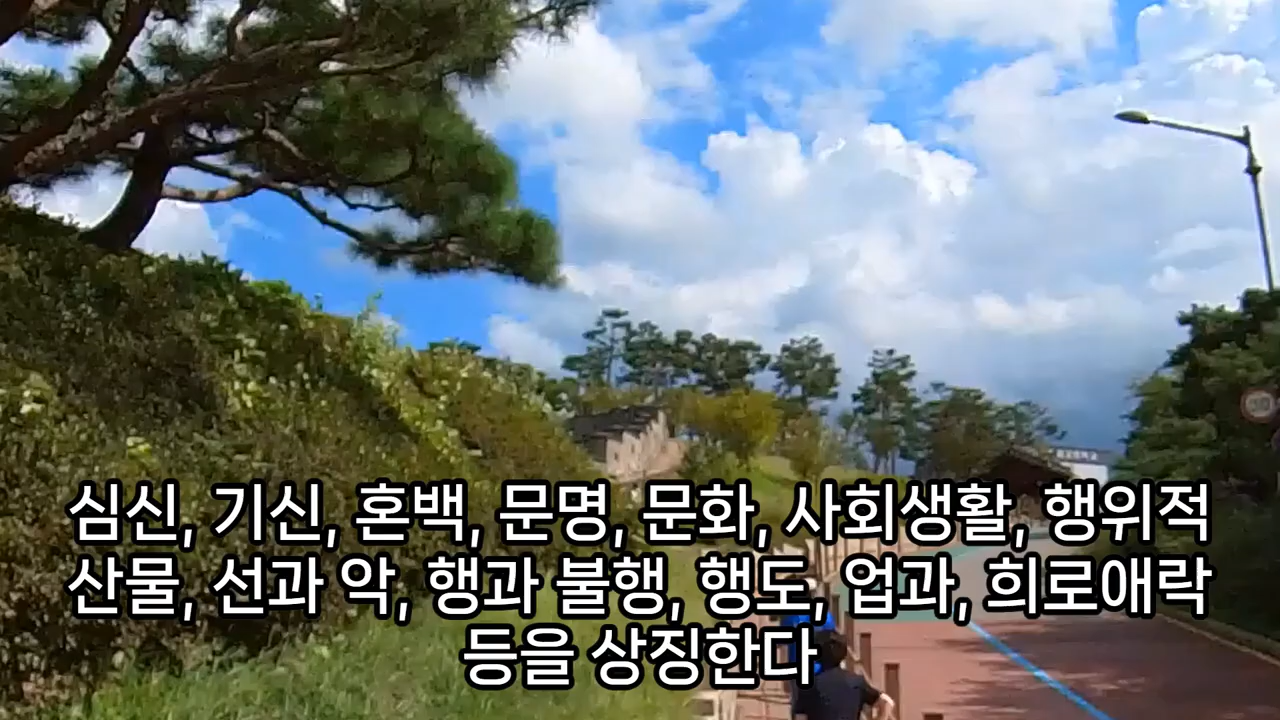 심신, 기신, 혼백, 문명, 문화, 사회생활, 행위적
산물, 선과 악, 행과 불행, 행도, 업과, 희로애락
등을 상징한다